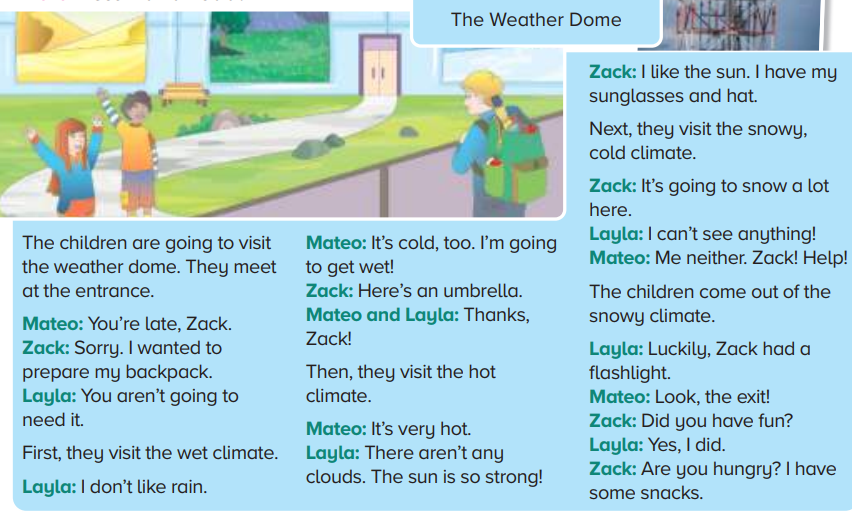 The Weather Dome
The children are going to visit
the weather dome. They meet
at the entrance.
Mateo: You're late, Zack.
Zack: Sorry. I wanted to
prepare my backpack.
Layla: You aren't going to
need it.
First, they visit the wet climate.
Layla: I don't like rain.
Mateo: It's cold, too. I'm going
to get wet!
Zack: Here's an umbrella.
Mateo and Layla: Thanks,
Zack!
Then, they visit the hot
climate.
Mateo: It's very hot.
Layla: There aren't any
clouds. The sun is so strong!
Zack: I like the sun. I have my
sunglasses and hat.
Next, they visit the snowy,
cold climate.
Zack: It's going to snow a lot
here.
Layla: I can't see anything!
Mateo: Me neither. Zack! Help!
The children come out of the
snowy climate.
Layla: Luckily, Zack had a
flashlight.
Mateo: Look, the exit!
Zack: Did you have fun?
Layla: Yes, I did.
Zack: Are you hungry? I have
some snacks.